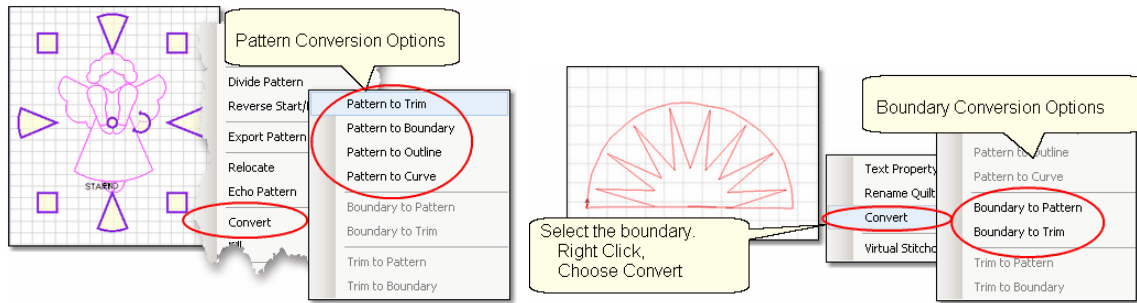 Pattern Conversion Options
Divide Pattern
Reverse Start/
Export Pattern
Relocate
Echo Pattern
Convert
Pattern to Trim
Pattern to Boundary
Pattern to Outline
Pattern to Curve
Boundary to Pattern
Boundary to Trim
Trim to Pattern
Trim to Boundary
Select the boundary.
Right Click,
Choose Convert
Text Property
Rename Quilt
Convert
Virtual Stitcho
Boundary Conversion Options
Pattern to Outline
Pattern to Curve
Boundary to Pattern
Boundary to Trim
Trim to Pattern
Trim to Boundary